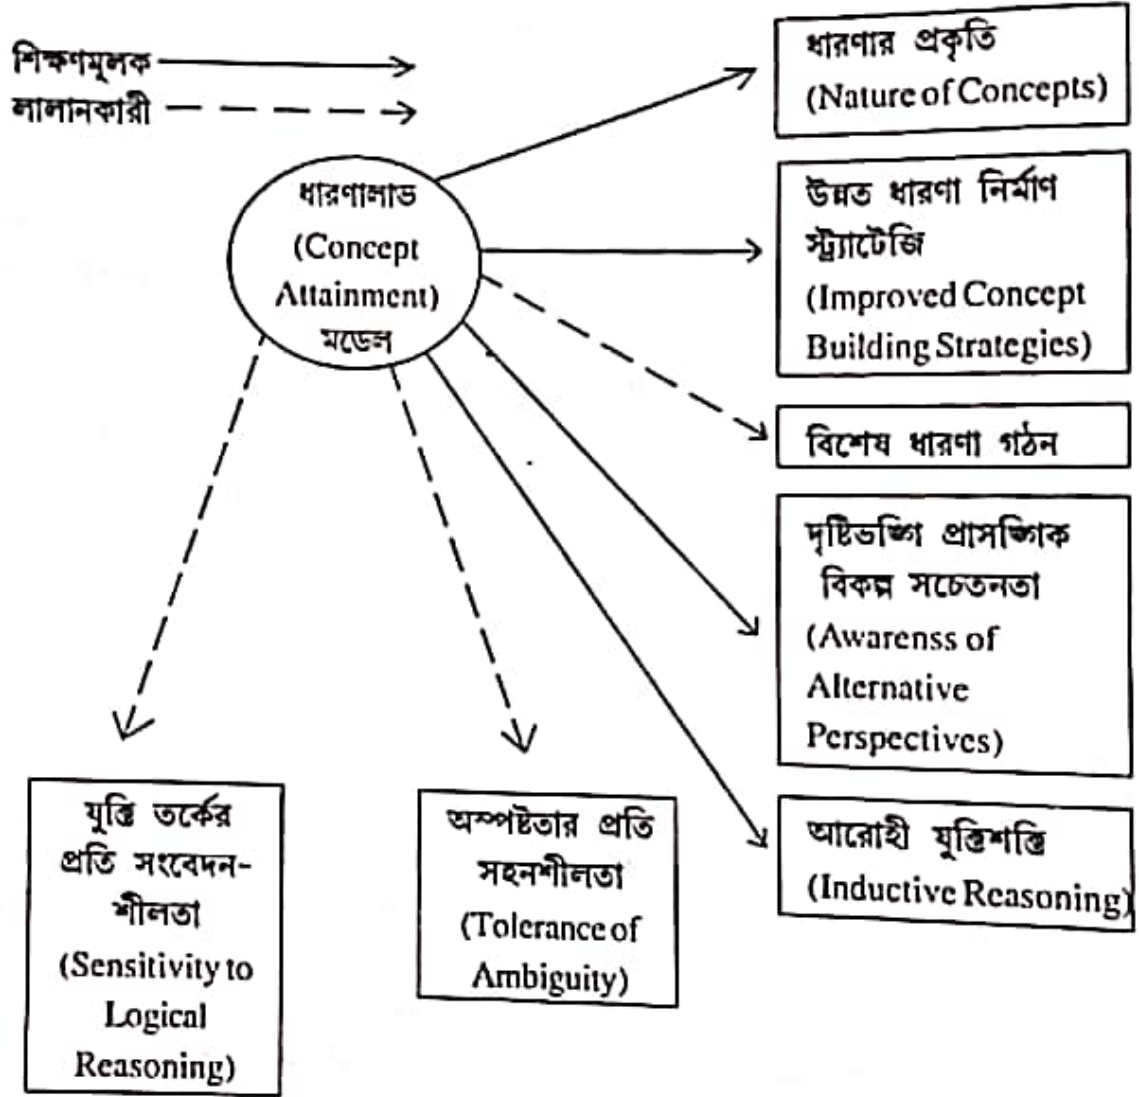 শিক্ষণমূলক
লালানকারী
ধারণালাভ
(Concept
Attainment)
মডেল
ধারণার প্রকৃতি
(Nature of Concepts)
উন্নত ধারণা নির্মাণ
স্ট্র্যাটেজি
(Improved Concept
Building Strategies)
বিশেষ ধারণা গঠন
দৃষ্টিভঙ্গি প্রাসঙ্গিক
বিকল্প সচেতনতা
(Awarenss of
Alternative
Perspectives)
আরোহী যুক্তিশক্তি
(Inductive Reasoning)
অস্পষ্টতার প্রতি
সহনশীলতা
(Tolerance of
Ambiguity)
যুক্তি তর্কের
প্রতি সংবেদন-
শীলতা
(Sensitivity to
Logical
Reasoning)